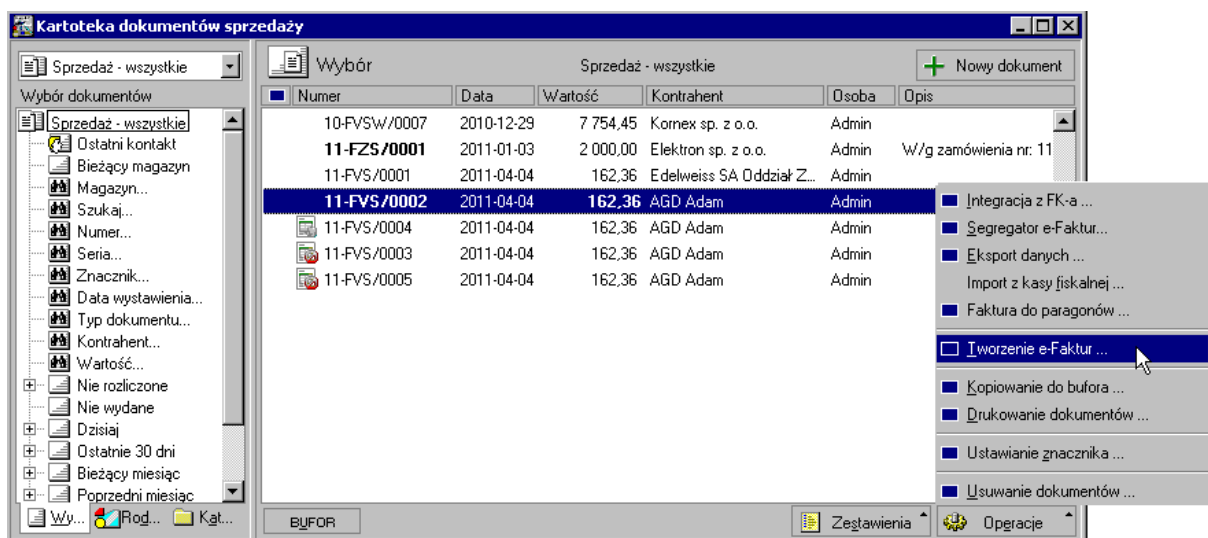 Kartoteka dokumentów sprzedaży
Sprzedaż - wszystkie
Wybór
Sprzedaż - wszystkie
Nowy dokument
Wybór dokumentów
Numer Data Wartość Kontrahent Osoba Opis
Sprzedaż - wszystkie
Ostatni kontakt
Bieżący magazyn
Magazyn...
Szukaj...
Numer...
Seria...
Znacznik...
Data wystawienia...
Typ dokumentu...
Kontrahent...
Wartość...
Nie rozliczone
Nie wydane
Dzisiaj
Ostatnie 30 dni
Bieżący miesiąc
Poprzedni miesiąc
Wy... Rod... Kat...
10-FVSW/0007 2010-12-29 7 754,45 Kornex sp. z o.o. Admin
11-FZS/0001 2011-01-03 2 000,00 Elektron sp. z o.o. Admin W/g zamówienia nr: 11
11-FVS/0001 2011-04-04 162,36 Edelweiss SA Oddział Z... Admin
11-FVS/0002 2011-04-04 162,36 AGD Adam Admin
11-FVS/0004 2011-04-04 162,36 AGD Adam Admin
11-FVS/0003 2011-04-04 162,36 AGD Adam Admin
11-FVS/0005 2011-04-04 162,36 AGD Adam Admin
Integracja z FK-a ...
Segregator e-Faktur...
Eksport danych ...
Import z kasy fiskalnej ...
Faktura do paragonów ...
Tworzenie e-Faktur ...
Kopiowanie do bufora ...
Drukowanie dokumentów ...
Ustawianie znacznika ...
Usuwanie dokumentów ...
BUFOR
Zestawienia
Operacje